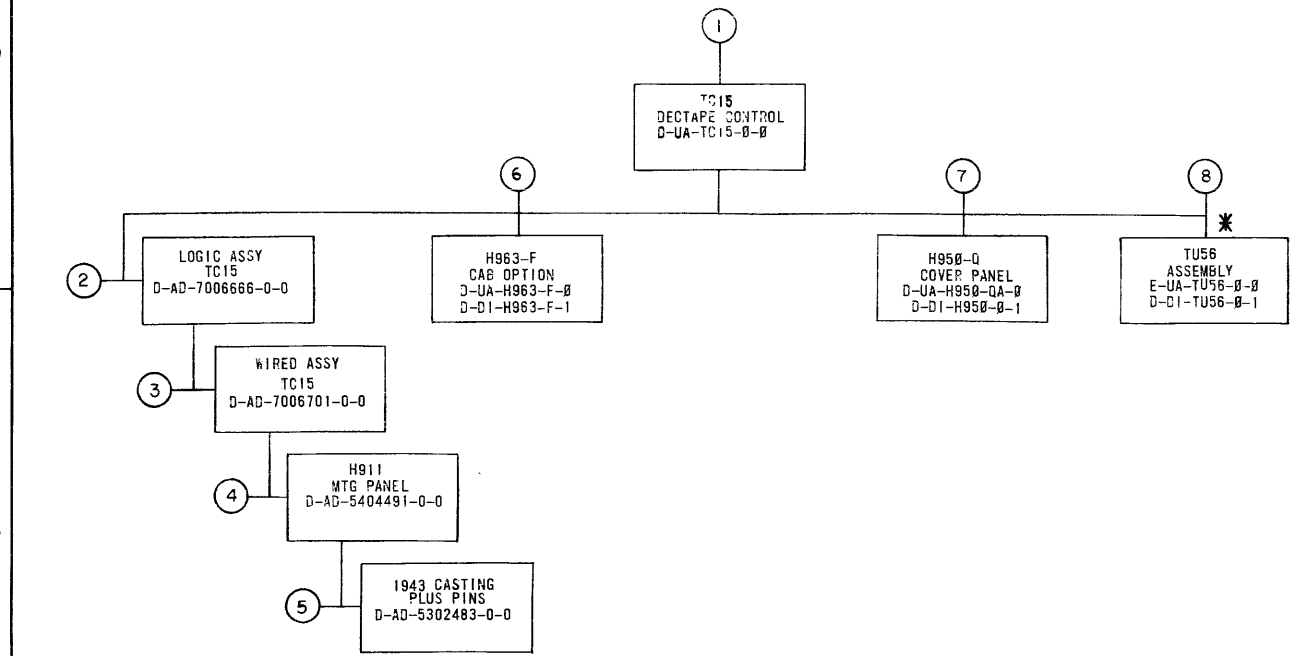 1
TC15
DECTAPE CONTROL
D-UA-TC15-Ø-Ø
6
7
8
*
2
LOGIC ASSY
TC15
D-AD-7006666-0-0
H963-F
CAB OPTION
D-UA-H963-F-Ø
D-DI-H963-F-1
H950-Q
COVER PANEL
D-UA-H950-QA-Ø
D-DI-H950-Ø-1
TU56
ASSEMBLY
E-UA-TU56-Ø-Ø
D-DI-TU56-Ø-1
3
WIRED ASSY
TC15
D-AD-7006701-0-0
4
H911
MTG PANEL
D-AD-5404491-0-0
5
1943 CASTING
PLUS PINS
D-AD-5302483-0-0